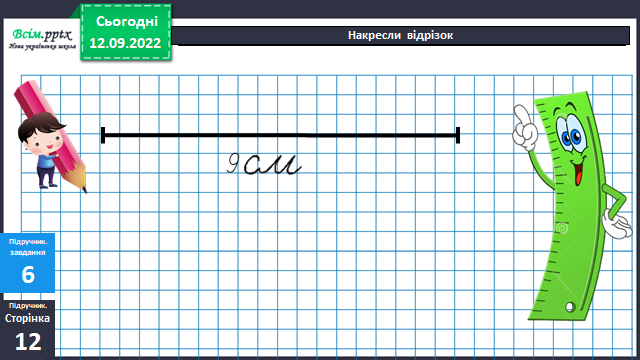 Всім.pptx
Нова українська школа
Сьогодні
12.09.2022
Накресли відрізок
9см
Підручник.
завдання
6
Підручник.
Сторінка
12